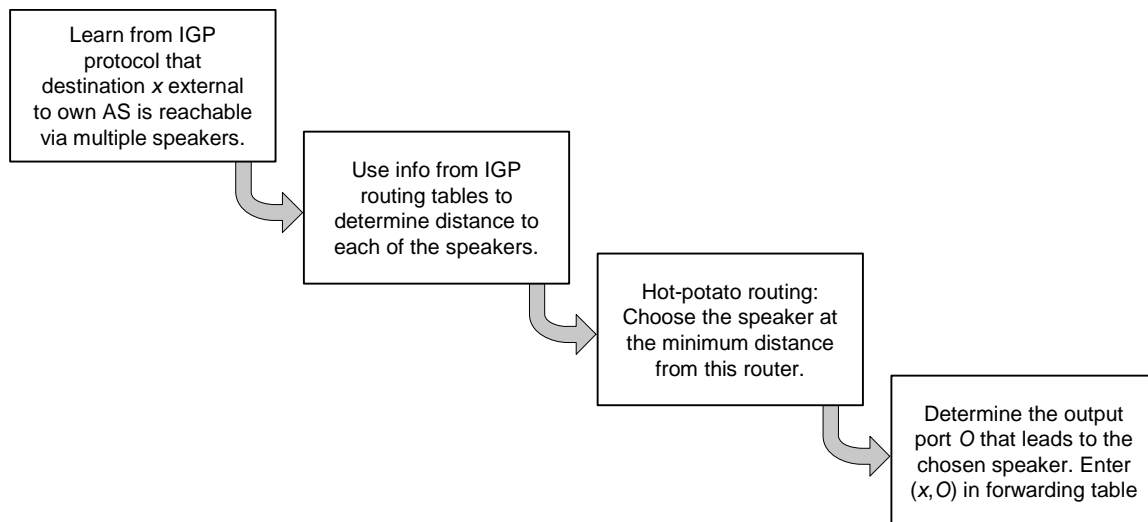 Learn from IGP
protocol that
destination x external
to own AS is reachable
via multiple speakers.
Use info from IGP
routing tables to
determine distance to
each of the speakers.
Hot-potato routing:
Choose the speaker at
the minimum distance
from this router.
Determine the output
port O that leads to the
chosen speaker. Enter
(x,O) in forwarding table